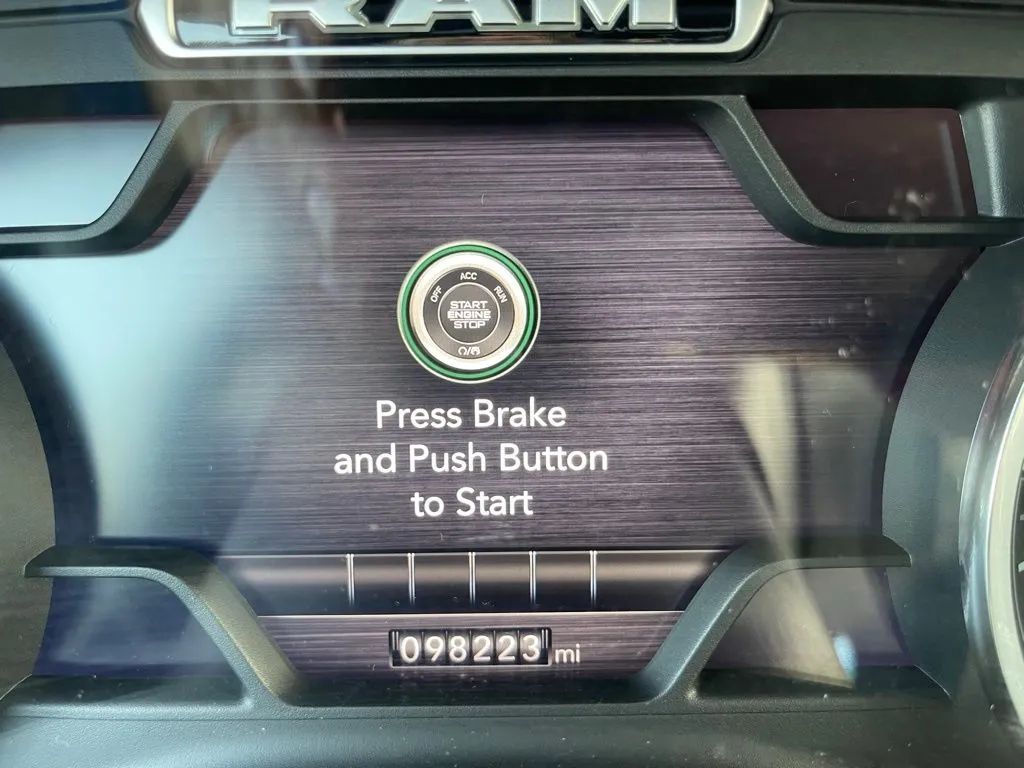 RAM
ACC
OFF
RUN
START
ENGINE
STOP
Press Brake
and Push Button
to Start
098223 mi